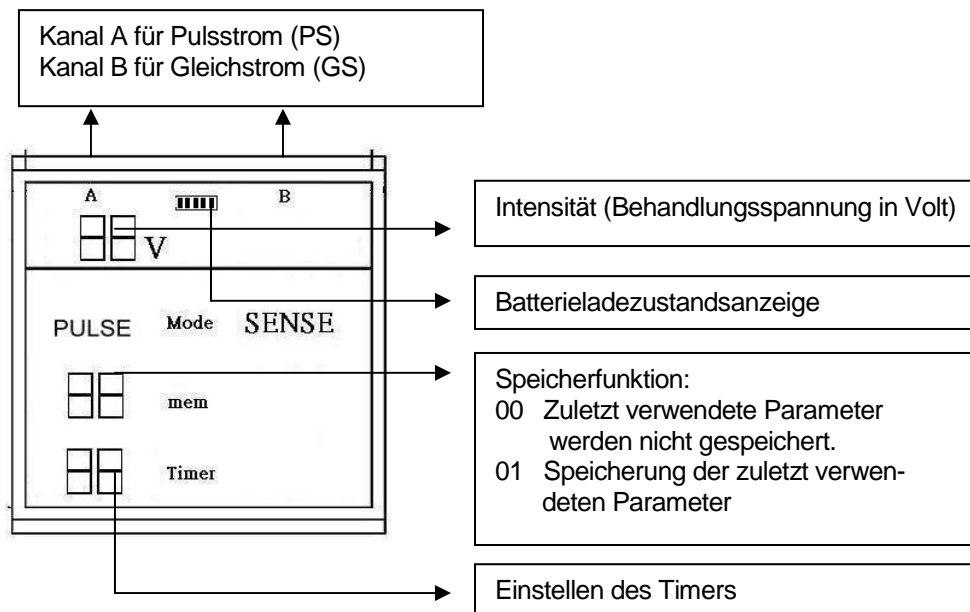 Kanal A für Pulsstrom (PS)
Kanal B für Gleichstrom (GS)
A B
V
Intensität (Behandlungsspannung in Volt)
Batterieladezustandsanzeige
PULSE Mode SENSE
mem
Speicherfunktion:
00 Zuletzt verwendete Parameter
werden nicht gespeichert.
01 Speicherung der zuletzt verwen-
deten Parameter
Timer
Einstellen des Timers